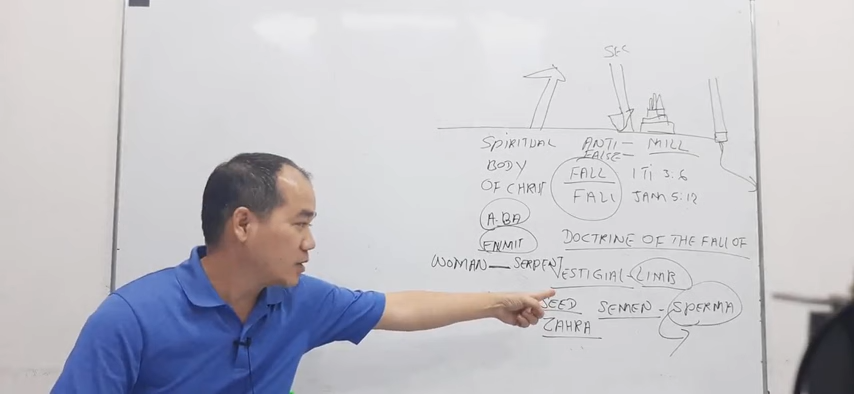 SEC
SPIRITUAL ANTI- MILL
FALSE-
BODY FALL 1 Ti 3.6
OF CHRIST FALL JAM 5:12
A.BA
ENMIT DOCTRINE OF THE FALL OF
WOMAN - SERPENT VESTIGIAL - LIMB
SEED SEMEN - SPERMA
ZAHRA